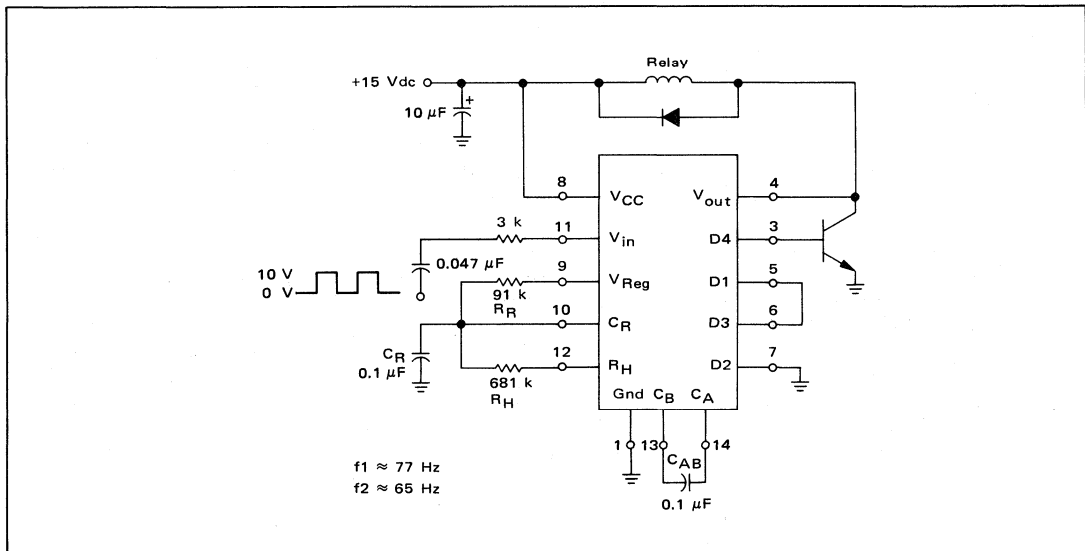 Relay
+15 Vdc
10 µF
+
8
VCC
Vout
4
3 k
11
Vin
D4
3
0.047 µF
9
VReg
D1
5
10 V
0 V
91 k
RR
10
CR
D3
6
CR
0.1 µF
12
RH
D2
7
681 k
RH
Gnd CB CA
1 13 14
CAB
0.1 µF
f1 ≈ 77 Hz
f2 ≈ 65 Hz